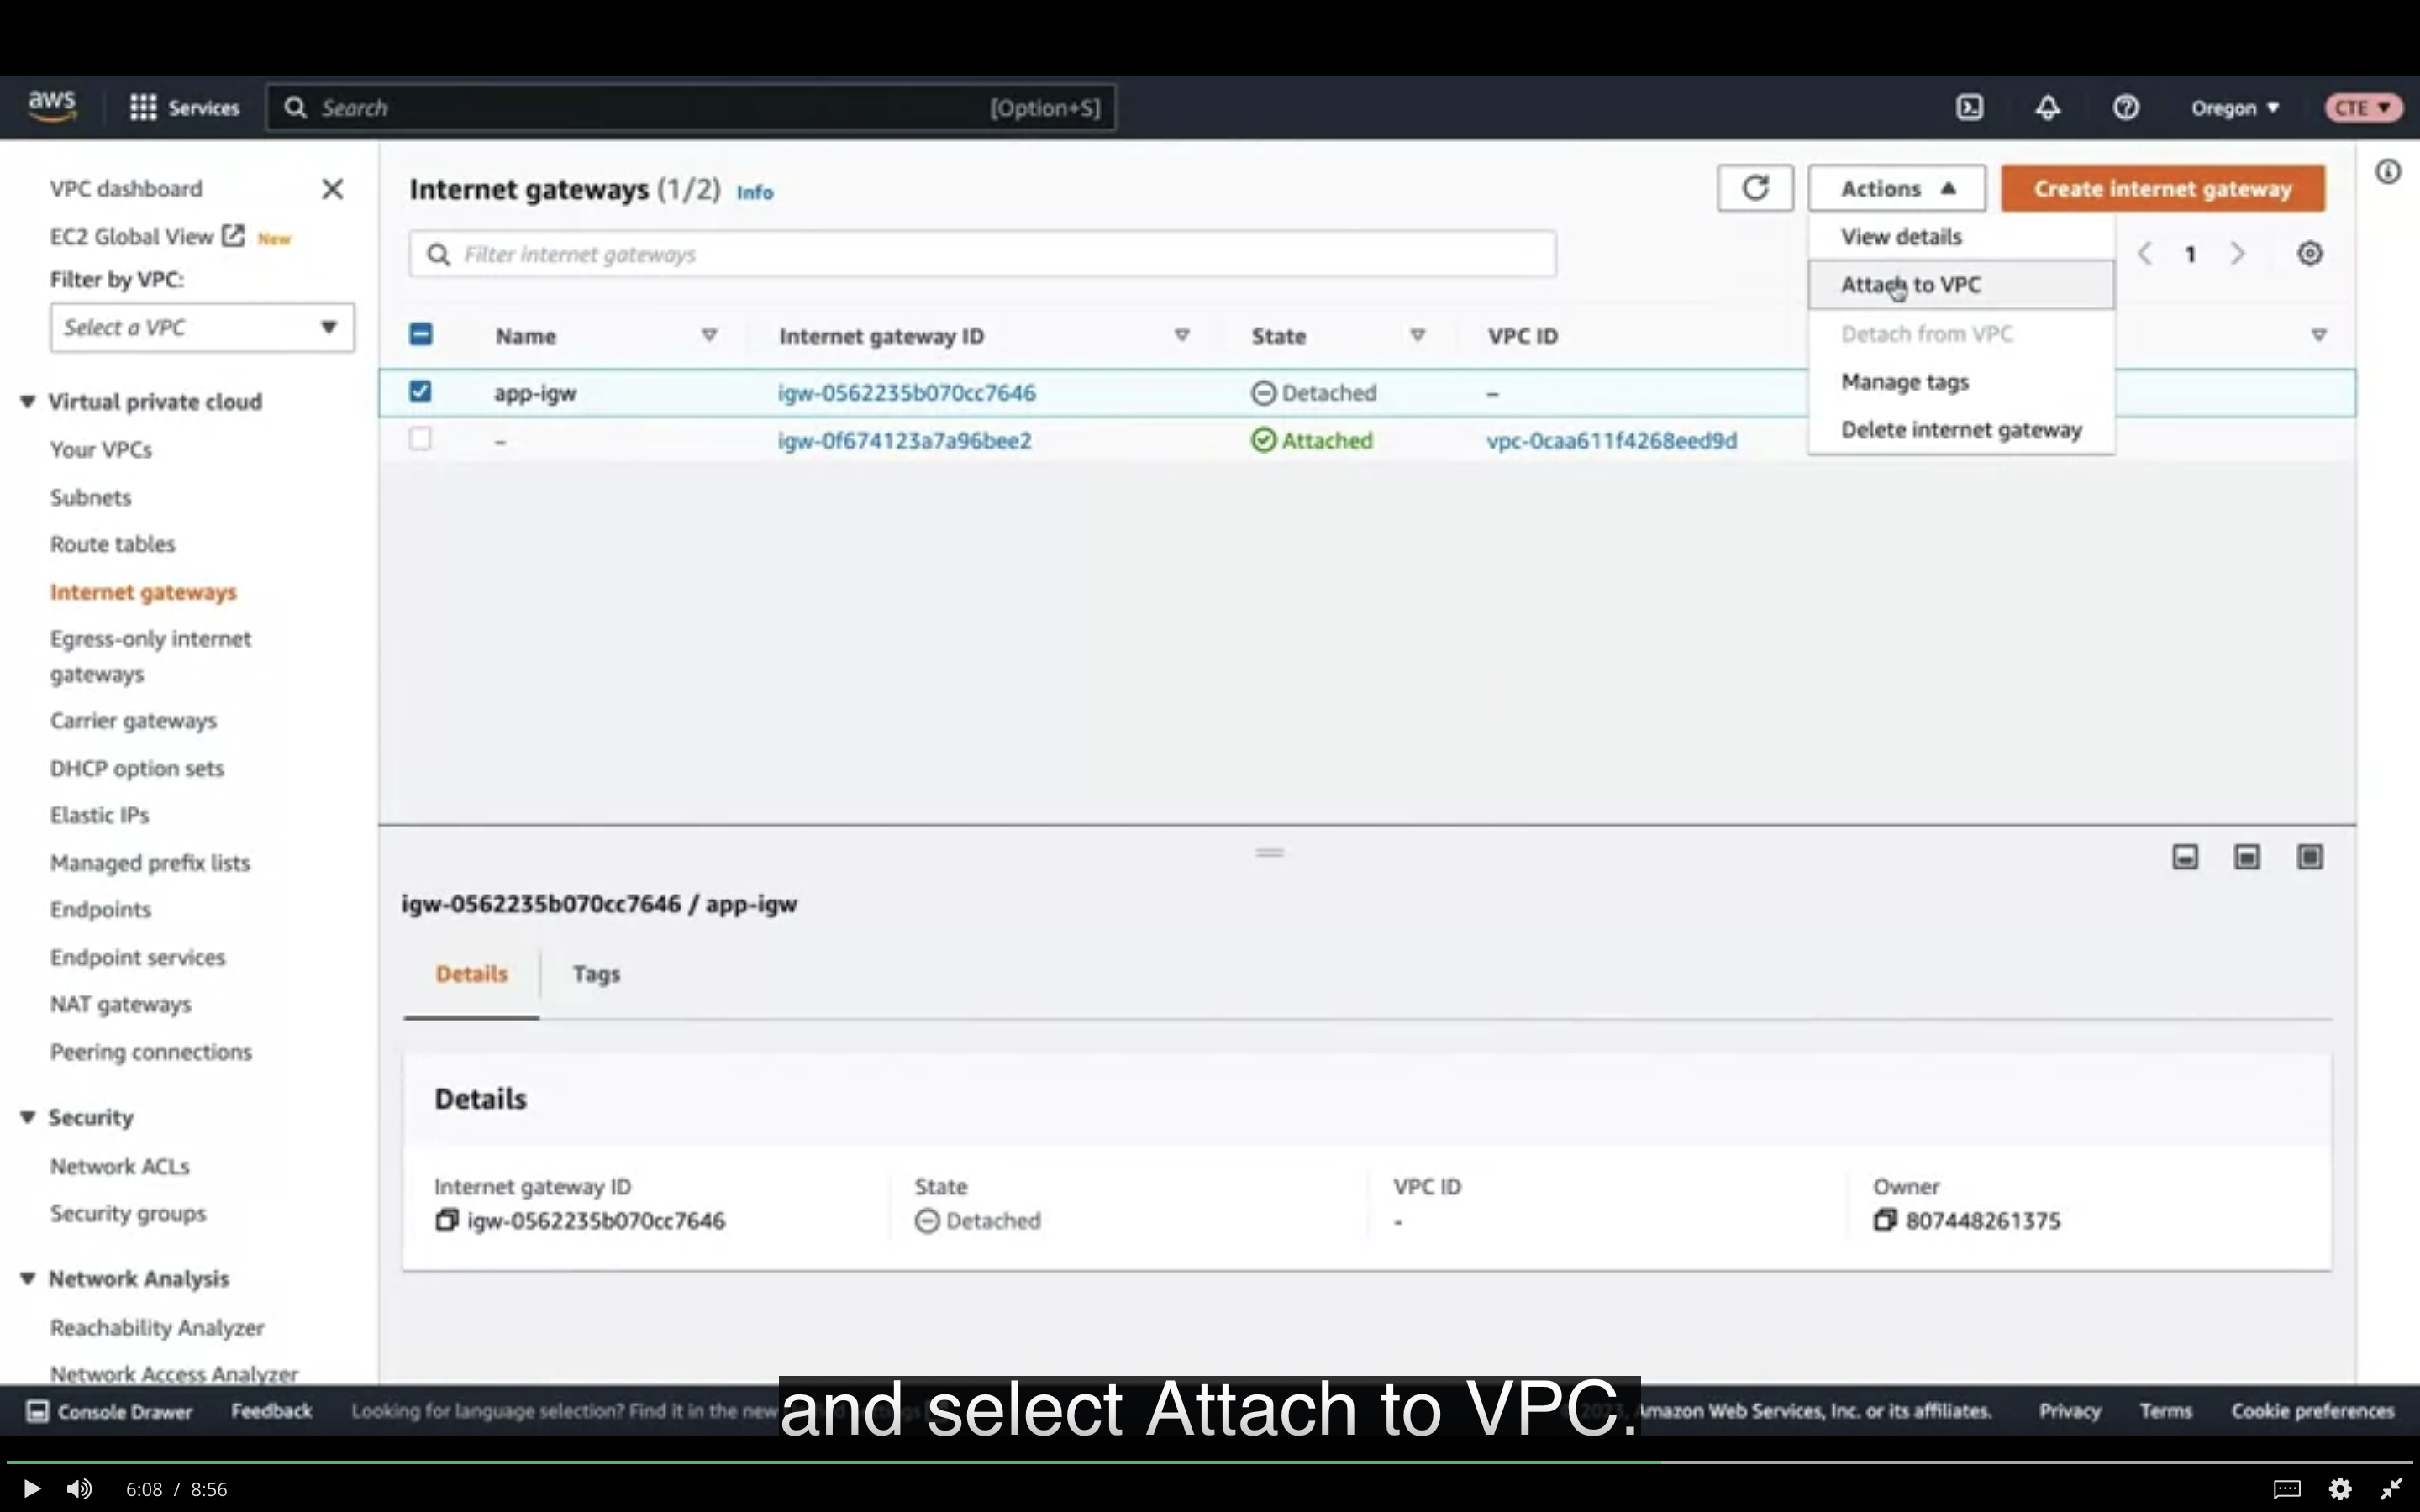 aws
Services
Search
[Option+S]
Oregon
CTE
VPC dashboard
EC2 Global View
New
Filter by VPC:
Select a VPC
Virtual private cloud
Your VPCs
Subnets
Route tables
Internet gateways
Egress-only internet
gateways
Carrier gateways
DHCP option sets
Elastic IPs
Managed prefix lists
Endpoints
Endpoint services
NAT gateways
Peering connections
Security
Network ACLs
Security groups
Network Analysis
Reachability Analyzer
Network Access Analyzer
Internet gateways (1/2) Info
Actions
Create internet gateway
Filter internet gateways
1
View details
Attach to VPC
Detach from VPC
Manage tags
Delete internet gateway
Name Internet gateway ID State VPC ID
app-igw igw-0562235b070cc7646 Detached –
– igw-0f674123a7a96bee2 Attached vpc-0caa611f4268eed9d
igw-0562235b070cc7646 / app-igw
Details Tags
Details
Internet gateway ID State VPC ID Owner
igw-0562235b070cc7646 Detached - 807448261375
Console Drawer Feedback Looking for language selection? Find it in the new
and select Attach to VPC.
Amazon Web Services, Inc. or its affiliates. Privacy Terms Cookie preferences
6:08 / 8:56